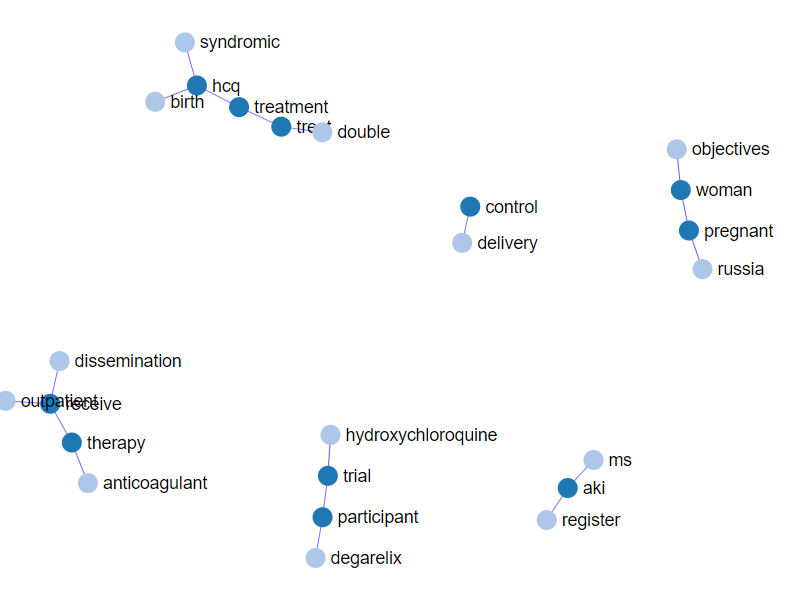 syndromic
hcq
birth
treatment
treat
double
objectives
woman
control
pregnant
delivery
russia
dissemination
outpatient
receive
therapy
hydroxychloroquine
ms
trial
anticoagulant
aki
participant
register
degarelix